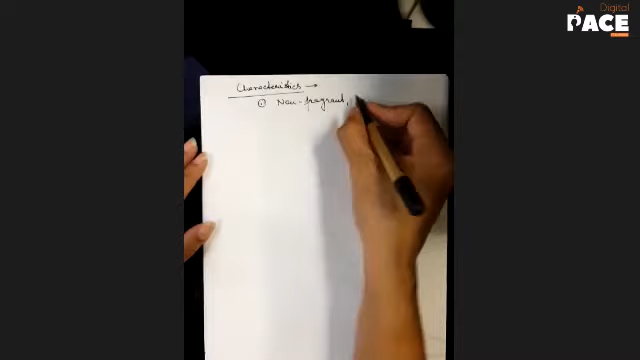 Digital
PACE
Characteristics →
① Non-fragrant,